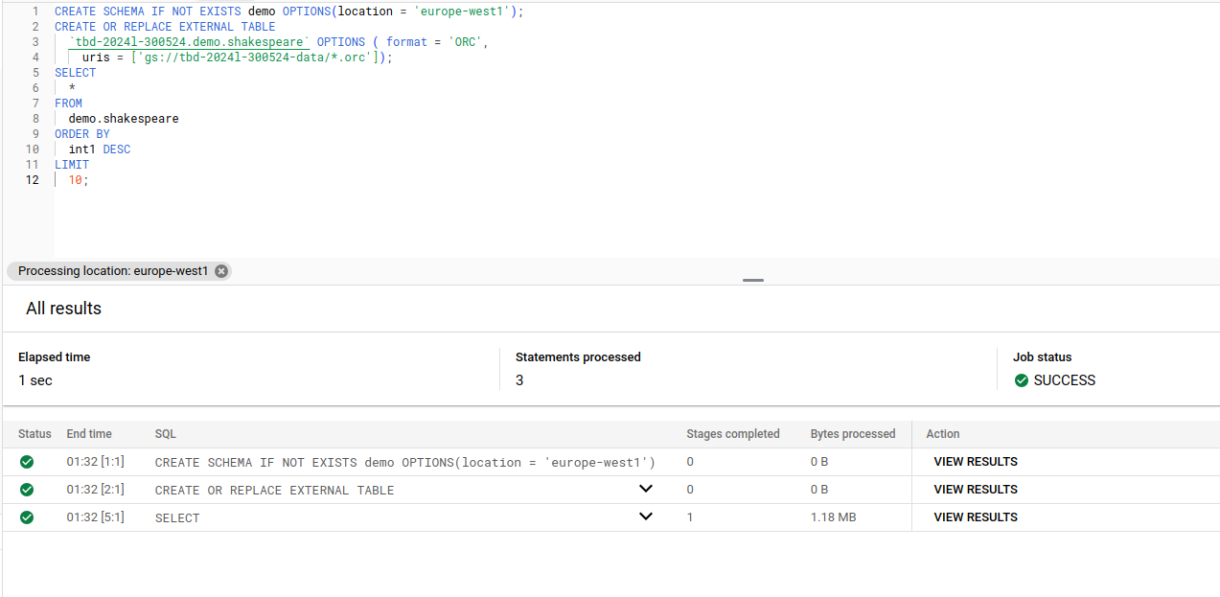 1 CREATE SCHEMA IF NOT EXISTS demo OPTIONS(location = 'europe-west1');
2 CREATE OR REPLACE EXTERNAL TABLE
3 `tbd-2024l-300524.demo.shakespeare` OPTIONS ( format = 'ORC',
4 uris = ['gs://tbd-2024l-300524-data/*.orc']);
5 SELECT
6 *
7 FROM
8 demo.shakespeare
9 ORDER BY
10 int1 DESC
11 LIMIT
12 10;
Processing location: europe-west1
All results
Elapsed time Statements processed Job status
1 sec 3 SUCCESS
Status End time SQL Stages completed Bytes processed Action
01:32 [1:1] CREATE SCHEMA IF NOT EXISTS demo OPTIONS(location = 'europe-west1') 0 0 B VIEW RESULTS
01:32 [2:1] CREATE OR REPLACE EXTERNAL TABLE 0 0 B VIEW RESULTS
01:32 [5:1] SELECT 1 1.18 MB VIEW RESULTS